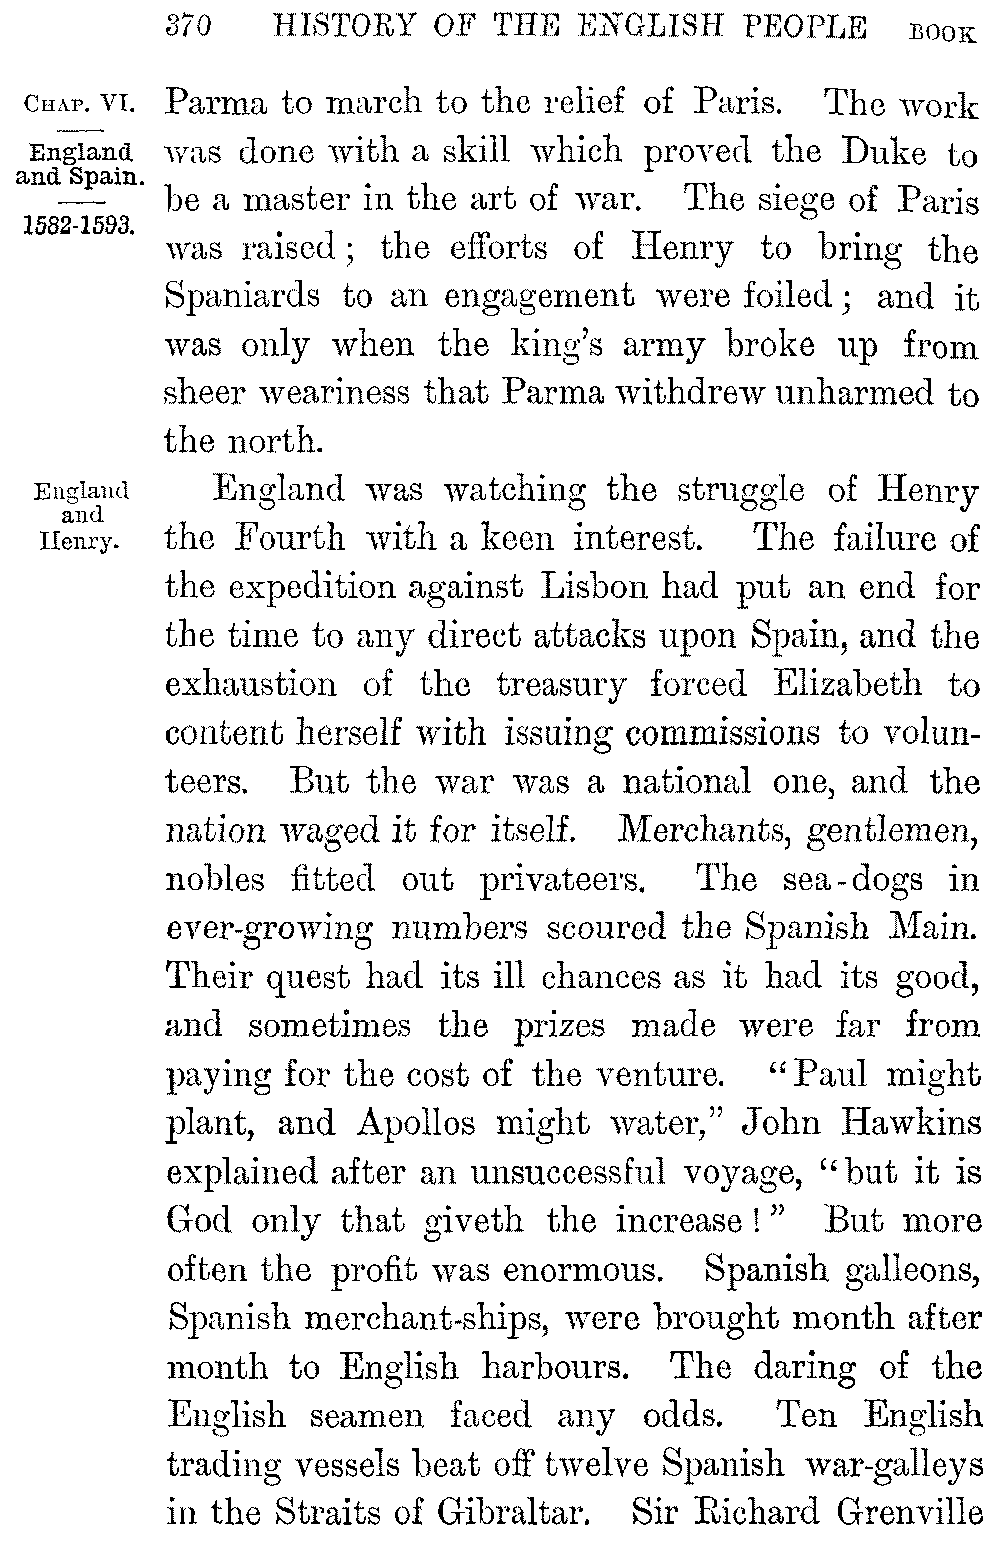 370 HISTORY OF THE ENGLISH PEOPLE BOOK
CHAP. VI.
England
and Spain.
1582-1593.
Parma to march to the relief of Paris. The work
was done with a skill which proved the Duke to
be a master in the art of war. The siege of Paris
was raised; the efforts of Henry to bring the
Spaniards to an engagement were foiled; and it
was only when the king's army broke up from
sheer weariness that Parma withdrew unharmed to
the north.
England
and
Henry.
England was watching the struggle of Henry
the Fourth with a keen interest. The failure of
the expedition against Lisbon had put an end for
the time to any direct attacks upon Spain, and the
exhaustion of the treasury forced Elizabeth to
content herself with issuing commissions to volun-
teers. But the war was a national one, and the
nation waged it for itself. Merchants, gentlemen,
nobles fitted out privateers. The sea-dogs in
ever-growing numbers scoured the Spanish Main.
Their quest had its ill chances as it had its good,
and sometimes the prizes made were far from
paying for the cost of the venture. "Paul might
plant, and Apollos might water," John Hawkins
explained after an unsuccessful voyage, "but it is
God only that giveth the increase!" But more
often the profit was enormous. Spanish galleons,
Spanish merchant-ships, were brought month after
month to English harbours. The daring of the
English seamen faced any odds. Ten English
trading vessels beat off twelve Spanish war-galleys
in the Straits of Gibraltar. Sir Richard Grenville